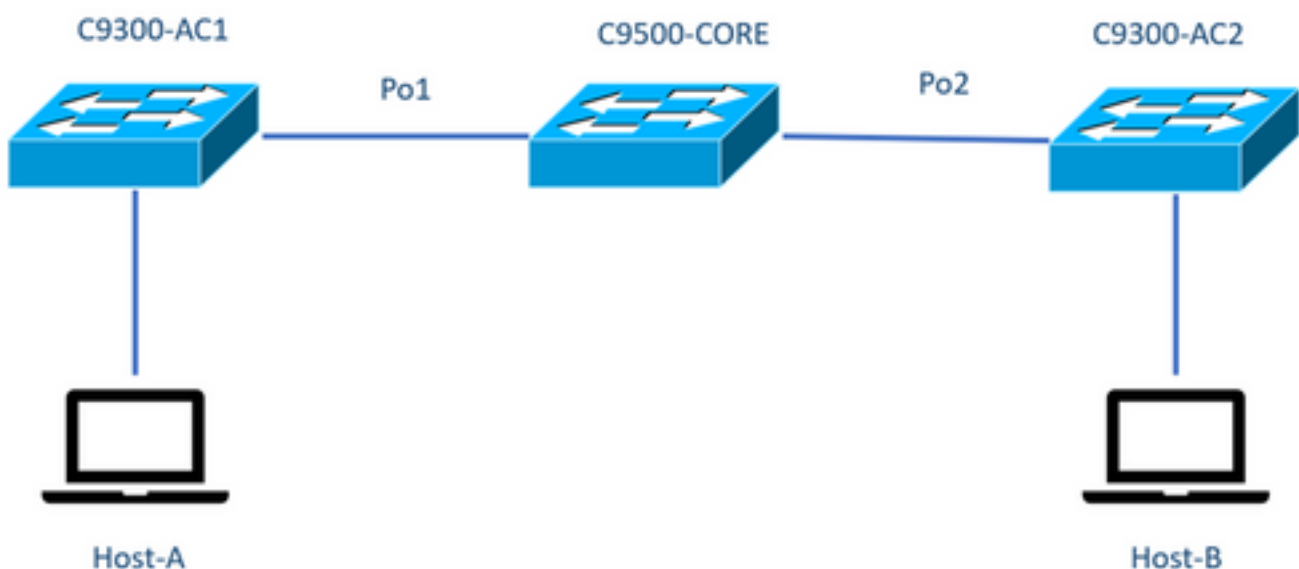 C9300-AC1
C9500-CORE
C9300-AC2
Po1
Po2
Host-A
Host-B